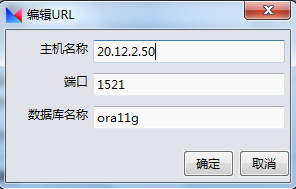 编辑URL
主机名称 20.12.2.50
端口 1521
数据库名称 ora11g
确定 取消